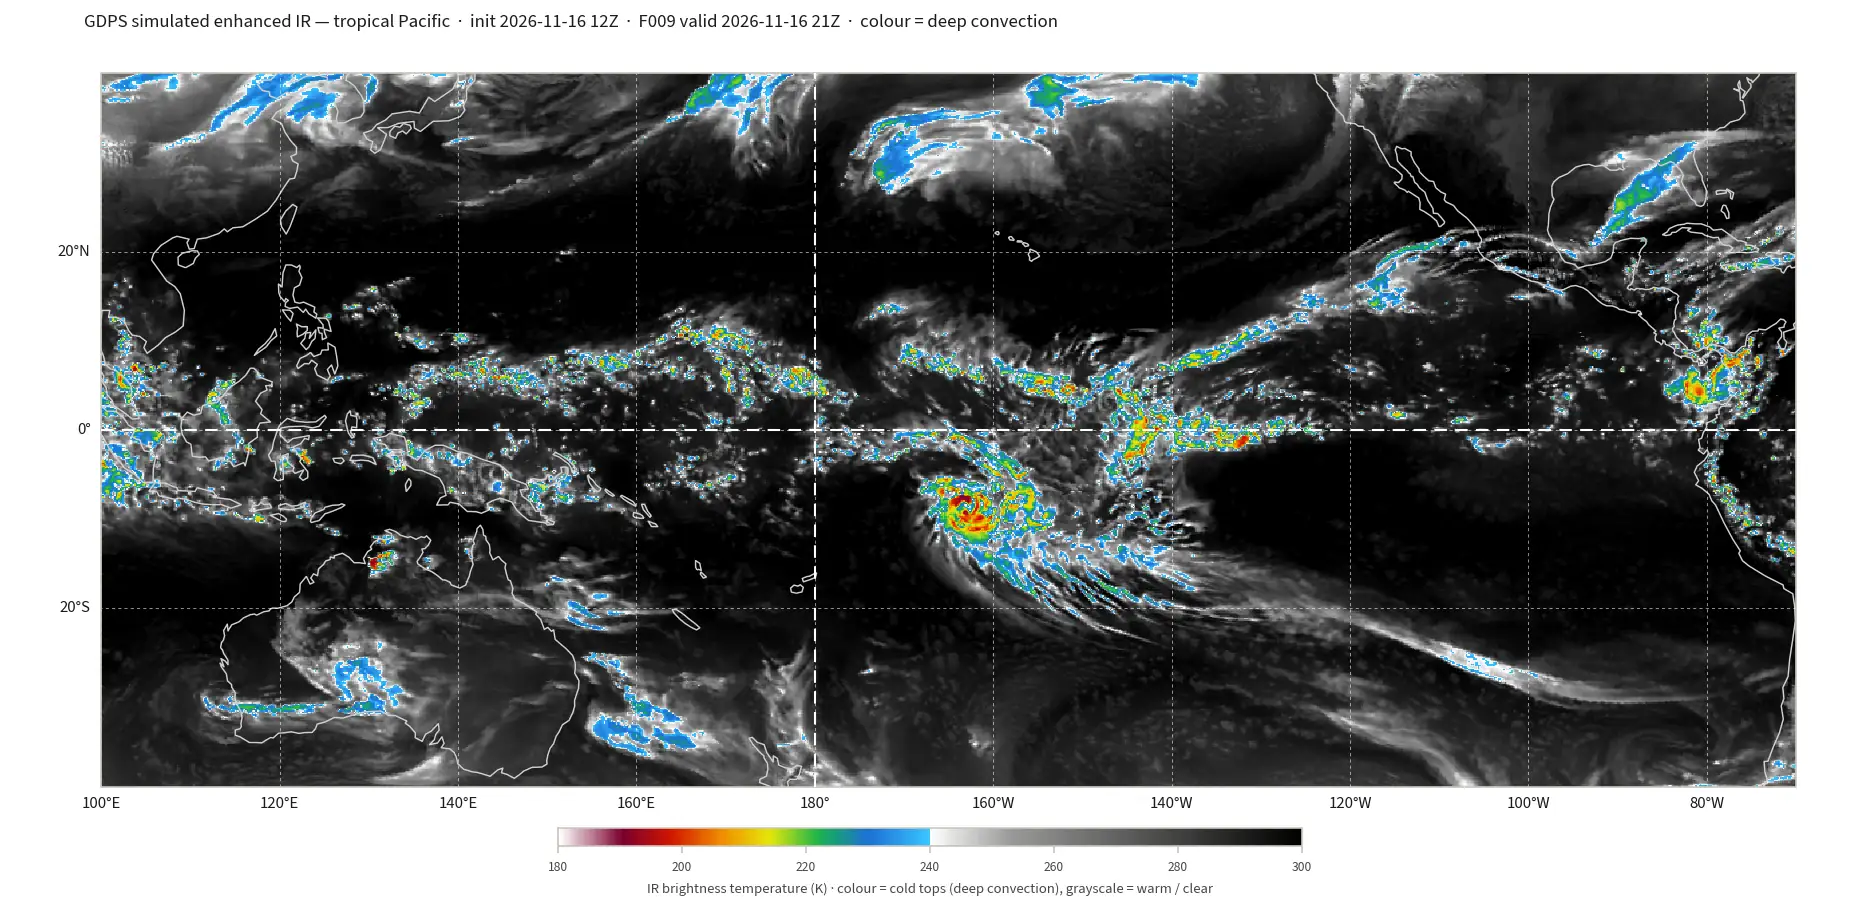 GDPS simulated enhanced IR — tropical Pacific · init 2026-11-16 12Z · F009 valid 2026-11-16 21Z · colour = deep convection
20°N
0°
20°S
100°E 120°E 140°E 160°E 180° 160°W 140°W 120°W 100°W 80°W
180 200 220 240 260 280 300
IR brightness temperature (K) · colour = cold tops (deep convection), grayscale = warm / clear